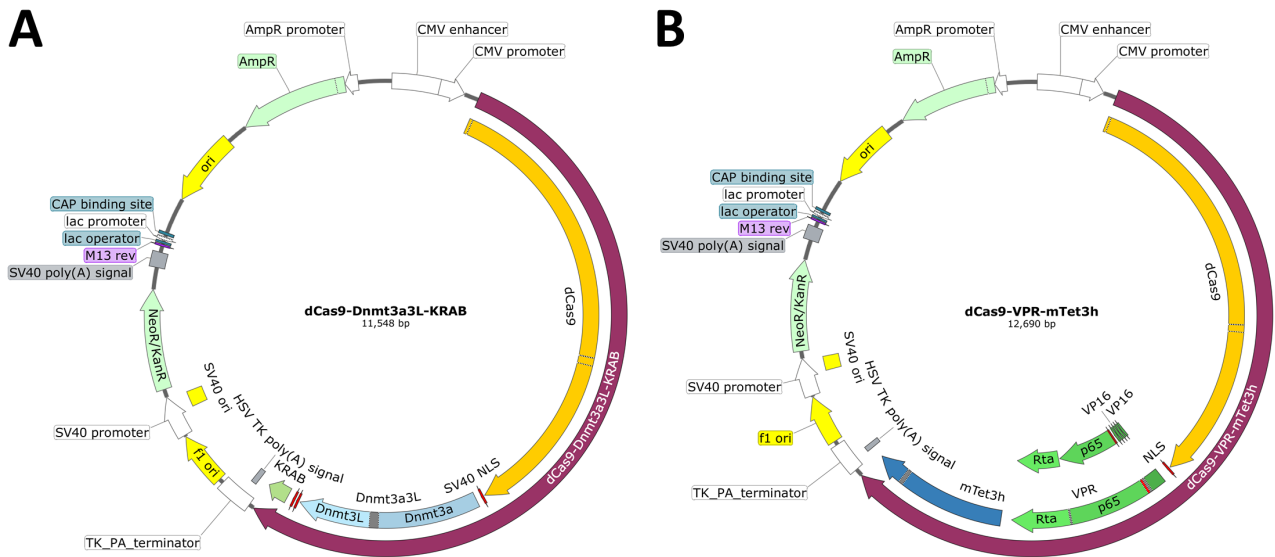 A
AmpR promoter
CMV enhancer
CMV promoter
AmpR
ori
CAP binding site
lac promoter
lac operator
M13 rev
SV40 poly(A) signal
NeoR/KanR
SV40 promoter
SV40 ori
f1 ori
HSV TK poly(A) signal
TK_PA_terminator
KRAB
Dnmt3a3L
Dnmt3L
Dnmt3a
SV40 NLS
dCas9
dCas9-Dnmt3a3L-KRAB
dCas9-Dnmt3a3L-KRAB
11,548 bp
B
AmpR promoter
CMV enhancer
CMV promoter
AmpR
ori
CAP binding site
lac promoter
lac operator
M13 rev
SV40 poly(A) signal
NeoR/KanR
SV40 promoter
SV40 ori
f1 ori
HSV TK poly(A) signal
TK_PA_terminator
mTet3h
VPR
Rta
p65
Rta
p65
VP16
VP16
NLS
dCas9
dCas9-VPR-mTet3h
dCas9-VPR-mTet3h
12,690 bp